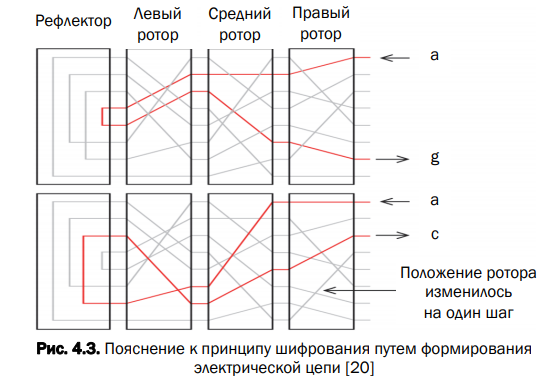 Рефлектор
Левый
ротор
Средний
ротор
Правый
ротор
a
g
a
c
Положение ротора
изменилось
на один шаг
Рис. 4.3. Пояснение к принципу шифрования путем формирования
электрической цепи [20]